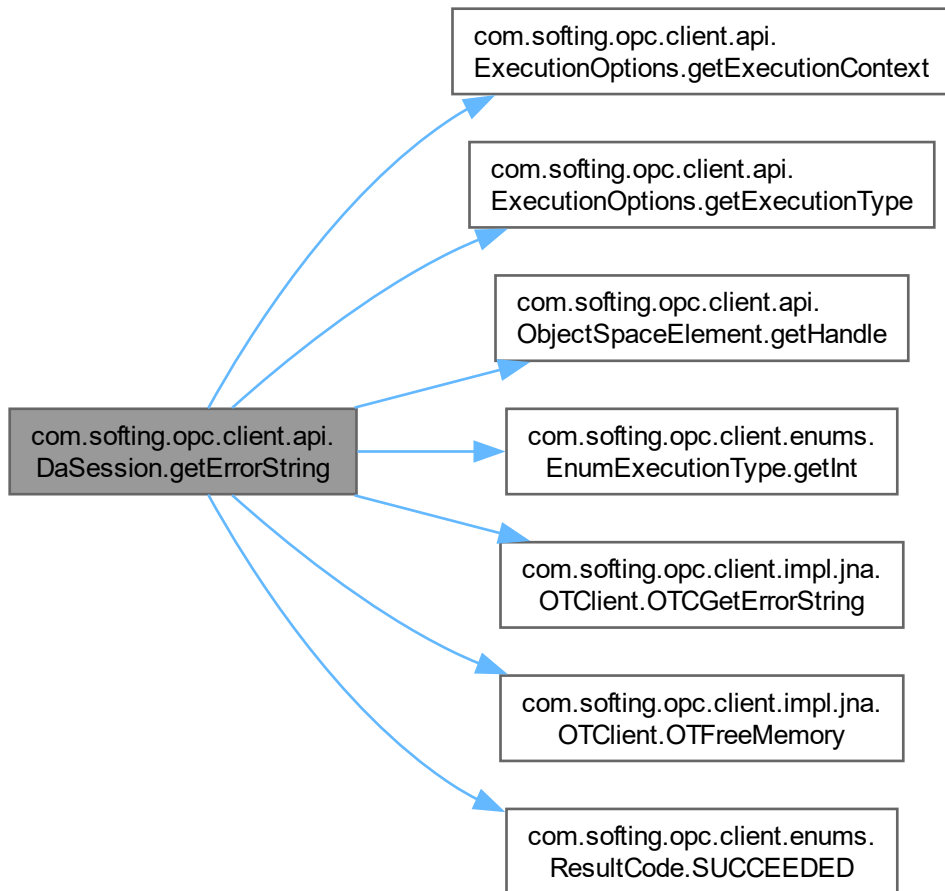 com.softing.opc.client.api.
ExecutionOptions.getExecutionContext
com.softing.opc.client.api.
ExecutionOptions.getExecutionType
com.softing.opc.client.api.
ObjectSpaceElement.getHandle
com.softing.opc.client.api.
DaSession.getErrorString
com.softing.opc.client.enums.
EnumExecutionType.getInt
com.softing.opc.client.impl.jna.
OTClient.OTCGetErrorString
com.softing.opc.client.impl.jna.
OTClient.OTFreeMemory
com.softing.opc.client.enums.
ResultCode.SUCCEEDED